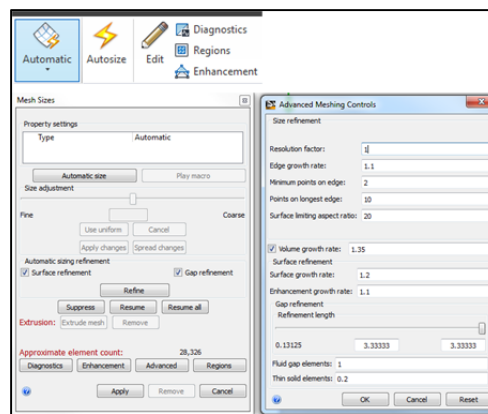 Automatic
Autosize
Edit
Diagnostics
Regions
Enhancement
Mesh Sizes
Property settings
Type Automatic
Automatic size Play macro
Size adjustment
Fine Coarse
Use uniform Cancel
Apply changes Spread changes
Automatic sizing refinement
Surface refinement Gap refinement
Refine
Suppress Resume Resume all
Extrusion: Extrude mesh Remove
Approximate element count: 28,326
Diagnostics Enhancement Advanced Regions
Apply Remove Cancel
Advanced Meshing Controls
Size refinement
Resolution factor: 1
Edge growth rate: 1.1
Minimum points on edge: 2
Points on longest edge: 10
Surface limiting aspect ratio: 20
Volume growth rate: 1.35
Surface refinement
Surface growth rate: 1.2
Enhancement growth rate: 1.1
Gap refinement
Refinement length
0.13125 3.33333 3.33333
Fluid gap elements: 1
Thin solid elements: 0.2
OK Cancel Reset